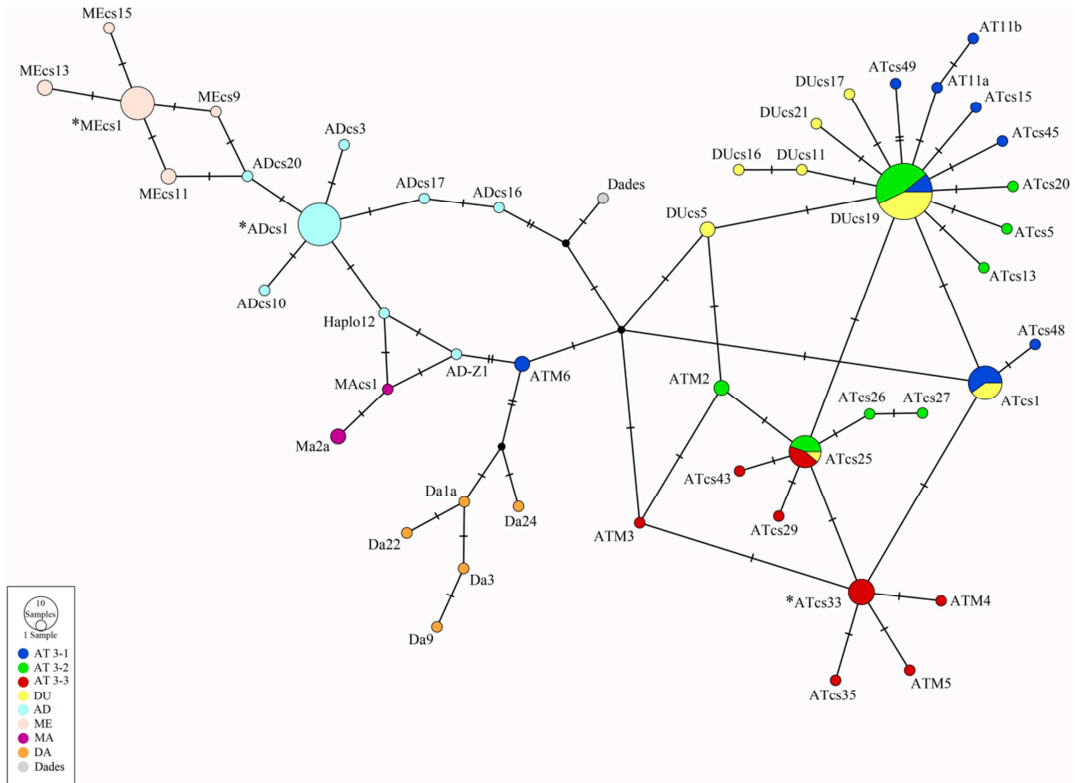 MEcs15
AT11b
MEcs13
ATcs49
DUcs17
AT11a
MEcs9
ATcs15
DUcs21
*MEcs1
ADcs3
ATcs45
DUcs16
DUcs11
ADcs20
MEcs11
ADcs17
ADcs16
Dades
ATcs20
DUcs5
DUcs19
*ADcs1
ATcs5
ATcs13
ADcs10
Haplo12
ATcs48
AD-Z1
ATM6
ATM2
MAcs1
ATcs26
ATcs27
ATcs1
Ma2a
ATcs25
ATcs43
Da1a
Da24
ATcs29
ATM3
Da22
Da3
*ATcs33
ATM4
Da9
ATM5
ATcs35
10
Samples
1 Sample
AT 3-1
AT 3-2
AT 3-3
DU
AD
ME
MA
DA
Dades